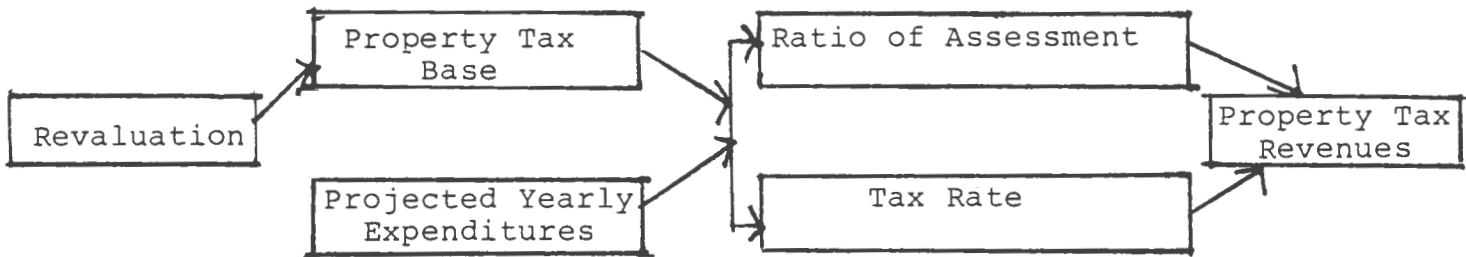 Revaluation
Property Tax
Base
Projected Yearly
Expenditures
Ratio of Assessment
Tax Rate
Property Tax
Revenues